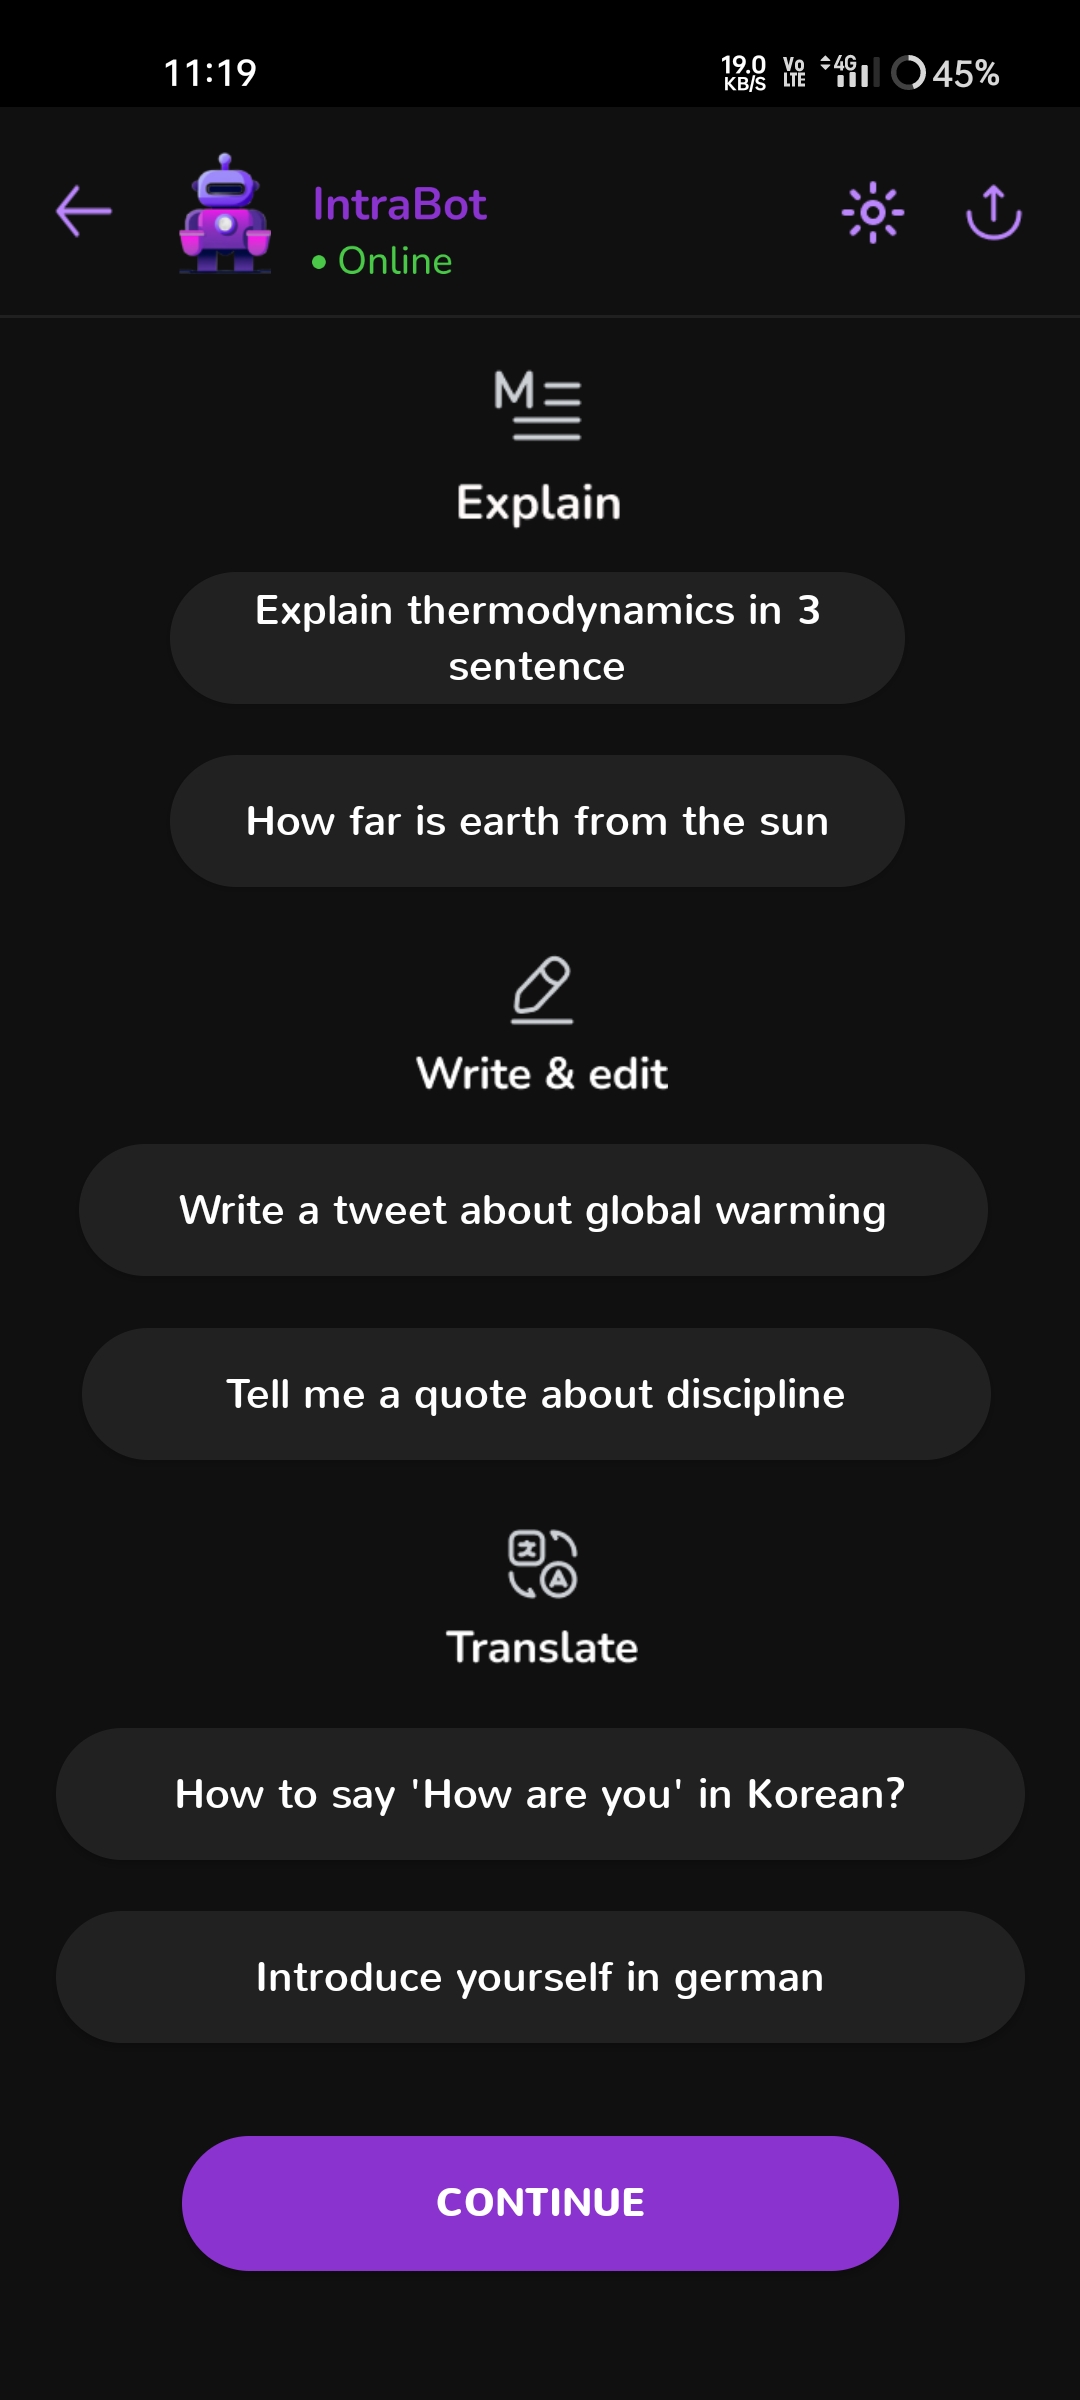 11:19
19.0
KB/S
Vo
LTE
4G
45%
IntraBot
Online
Explain
Explain thermodynamics in 3
sentence
How far is earth from the sun
Write & edit
Write a tweet about global warming
Tell me a quote about discipline
Translate
How to say 'How are you' in Korean?
Introduce yourself in german
CONTINUE